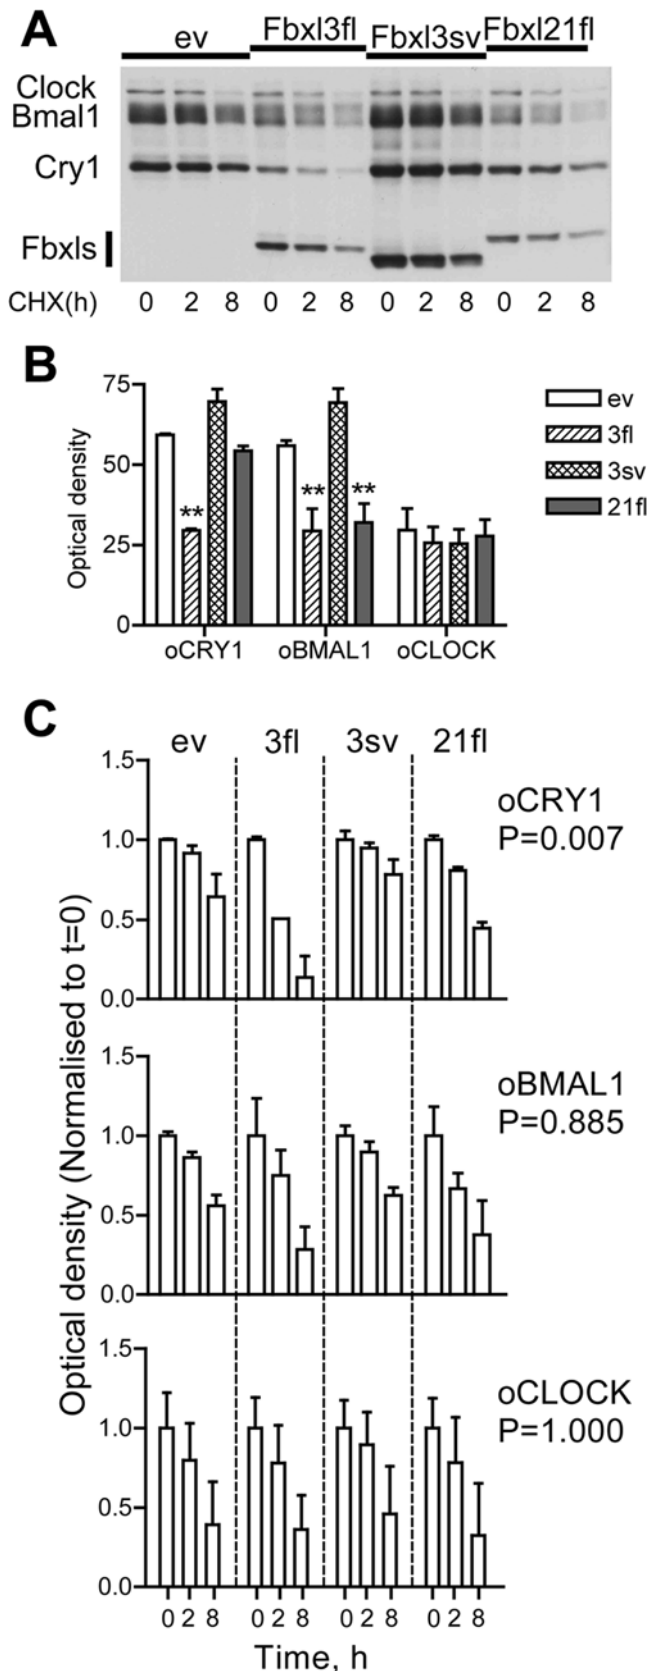 A
ev Fbxl3fl Fbxl3sv Fbxl21fl
Clock
Bmal1
Cry1
Fbxls
CHX(h) 0 2 8 0 2 8 0 2 8 0 2 8
B
Optical density
75
50
25
0
** ** **
oCRY1 oBMAL1 oCLOCK
ev
3fl
3sv
21fl
C
ev 3fl 3sv 21fl
Optical density (Normalised to t=0)
1.5
1.0
0.5
0.0
oCRY1
P=0.007
1.5
1.0
0.5
0.0
oBMAL1
P=0.885
1.5
1.0
0.5
0.0
oCLOCK
P=1.000
0 2 8 0 2 8 0 2 8 0 2 8
Time, h